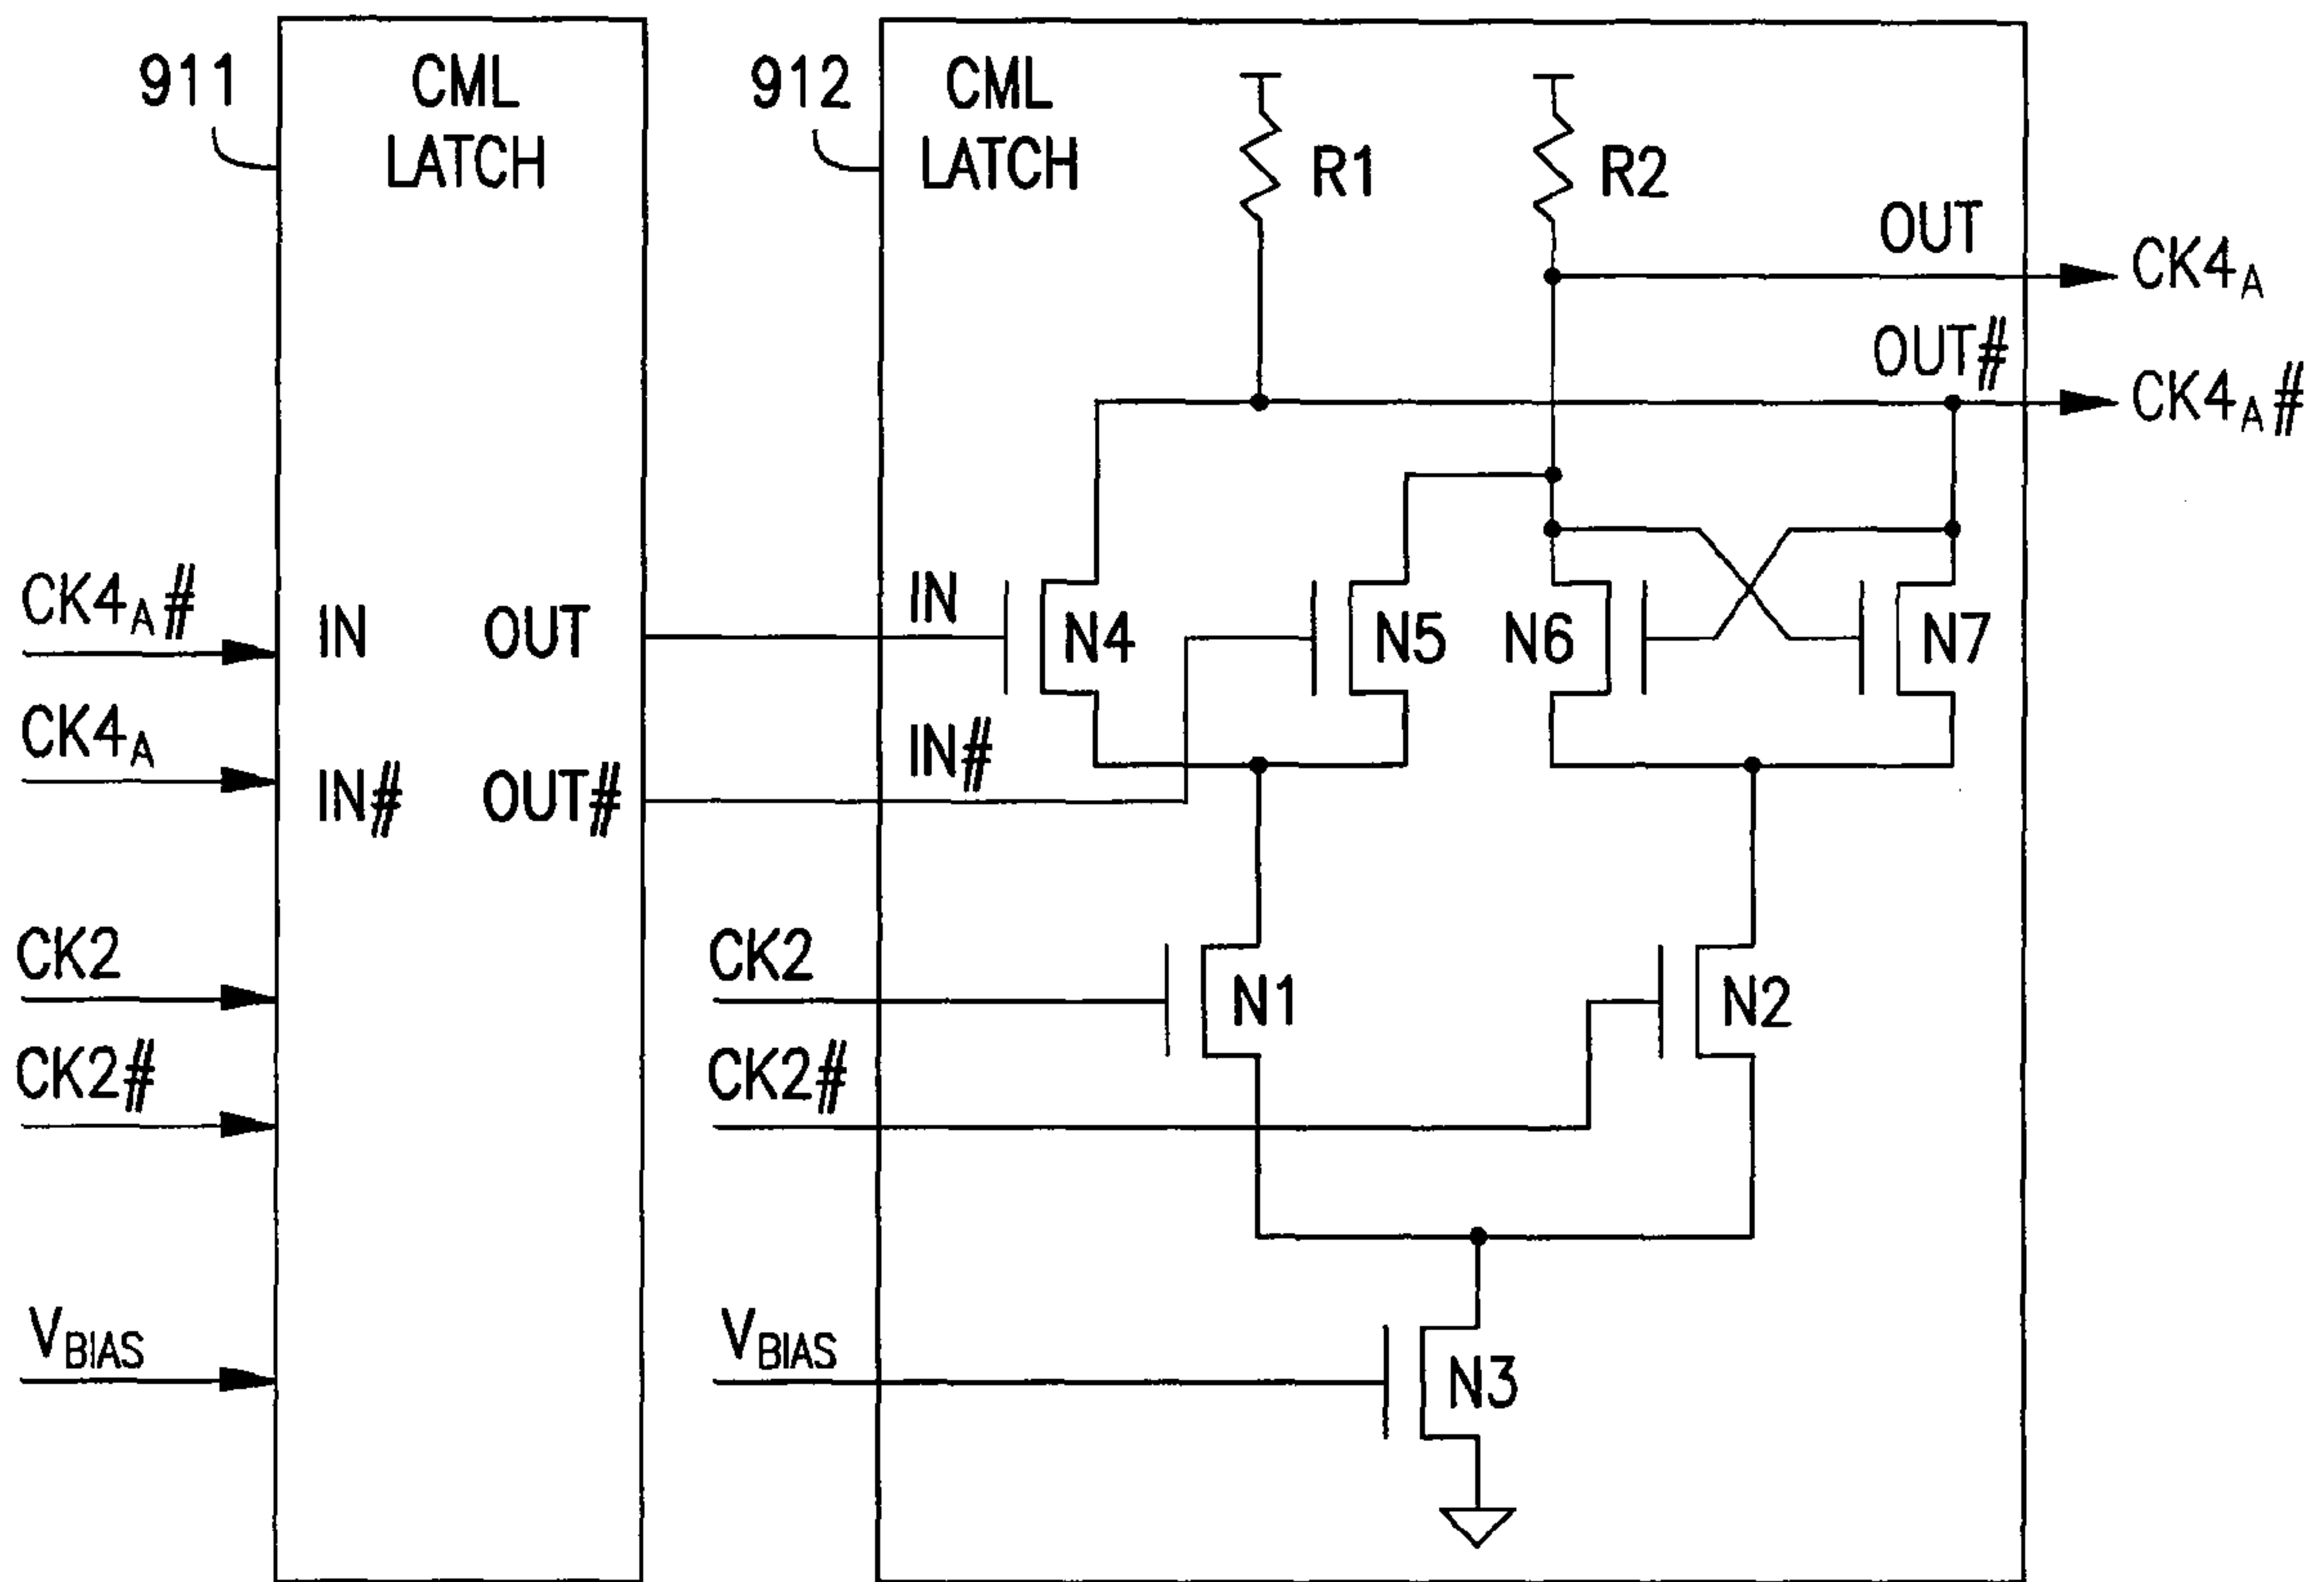 911
CML
LATCH
912
CML
LATCH
R1
R2
OUT
CK4A
OUT#
CK4A#
CK4A#
IN
OUT
IN
N4
N5
N6
N7
CK4A
IN#
OUT#
IN#
CK2
CK2
N1
N2
CK2#
CK2#
VBIAS
VBIAS
N3